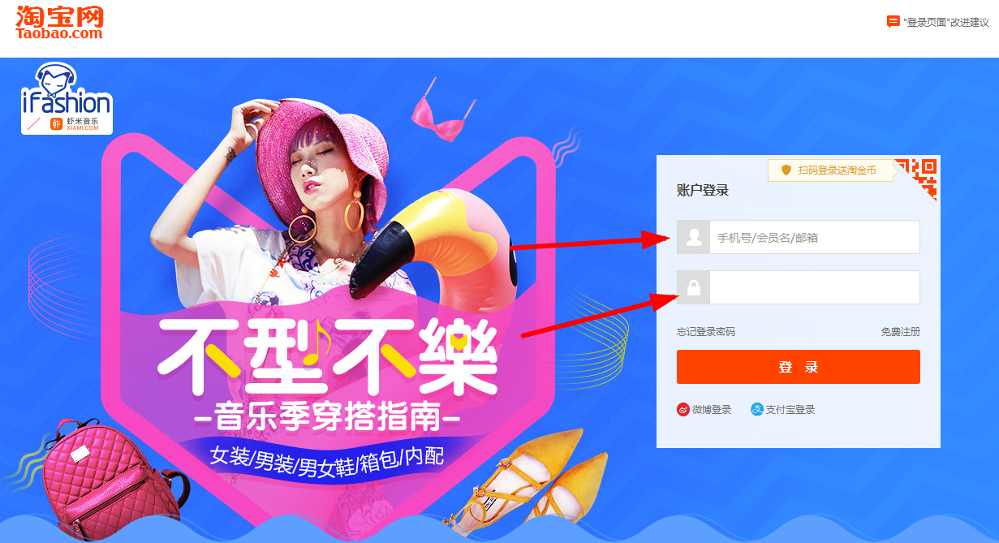 淘宝网
Taobao.com
"登录页面"改进建议
iFashion
虾 虾米音乐
XIAMI.COM
扫码登录送淘金币
账户登录
手机号/会员名/邮箱
忘记登录密码 免费注册
登 录
微博登录 支付宝登录
不型不樂
-音乐季穿搭指南-
女装/男装/男女鞋/箱包/内配